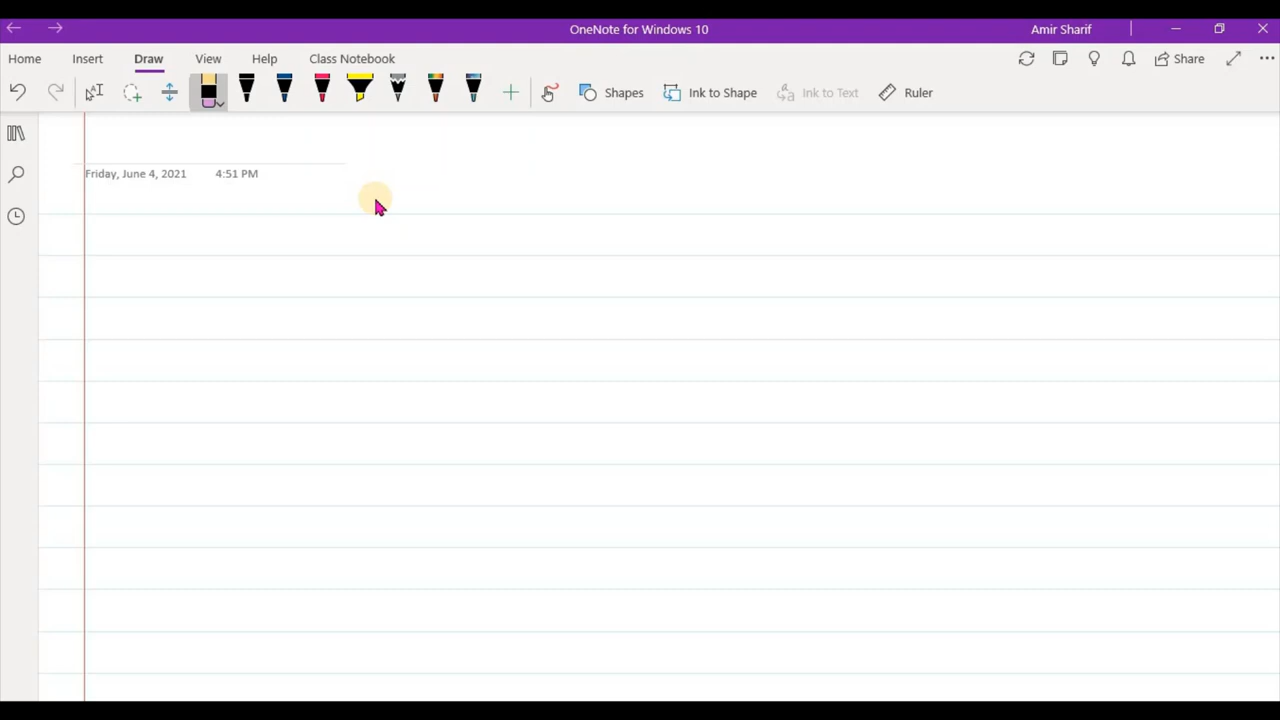 OneNote for Windows 10
Amir Sharif
Home Insert Draw View Help Class Notebook
Share
Shapes Ink to Shape Ink to Text Ruler
Friday, June 4, 2021 4:51 PM